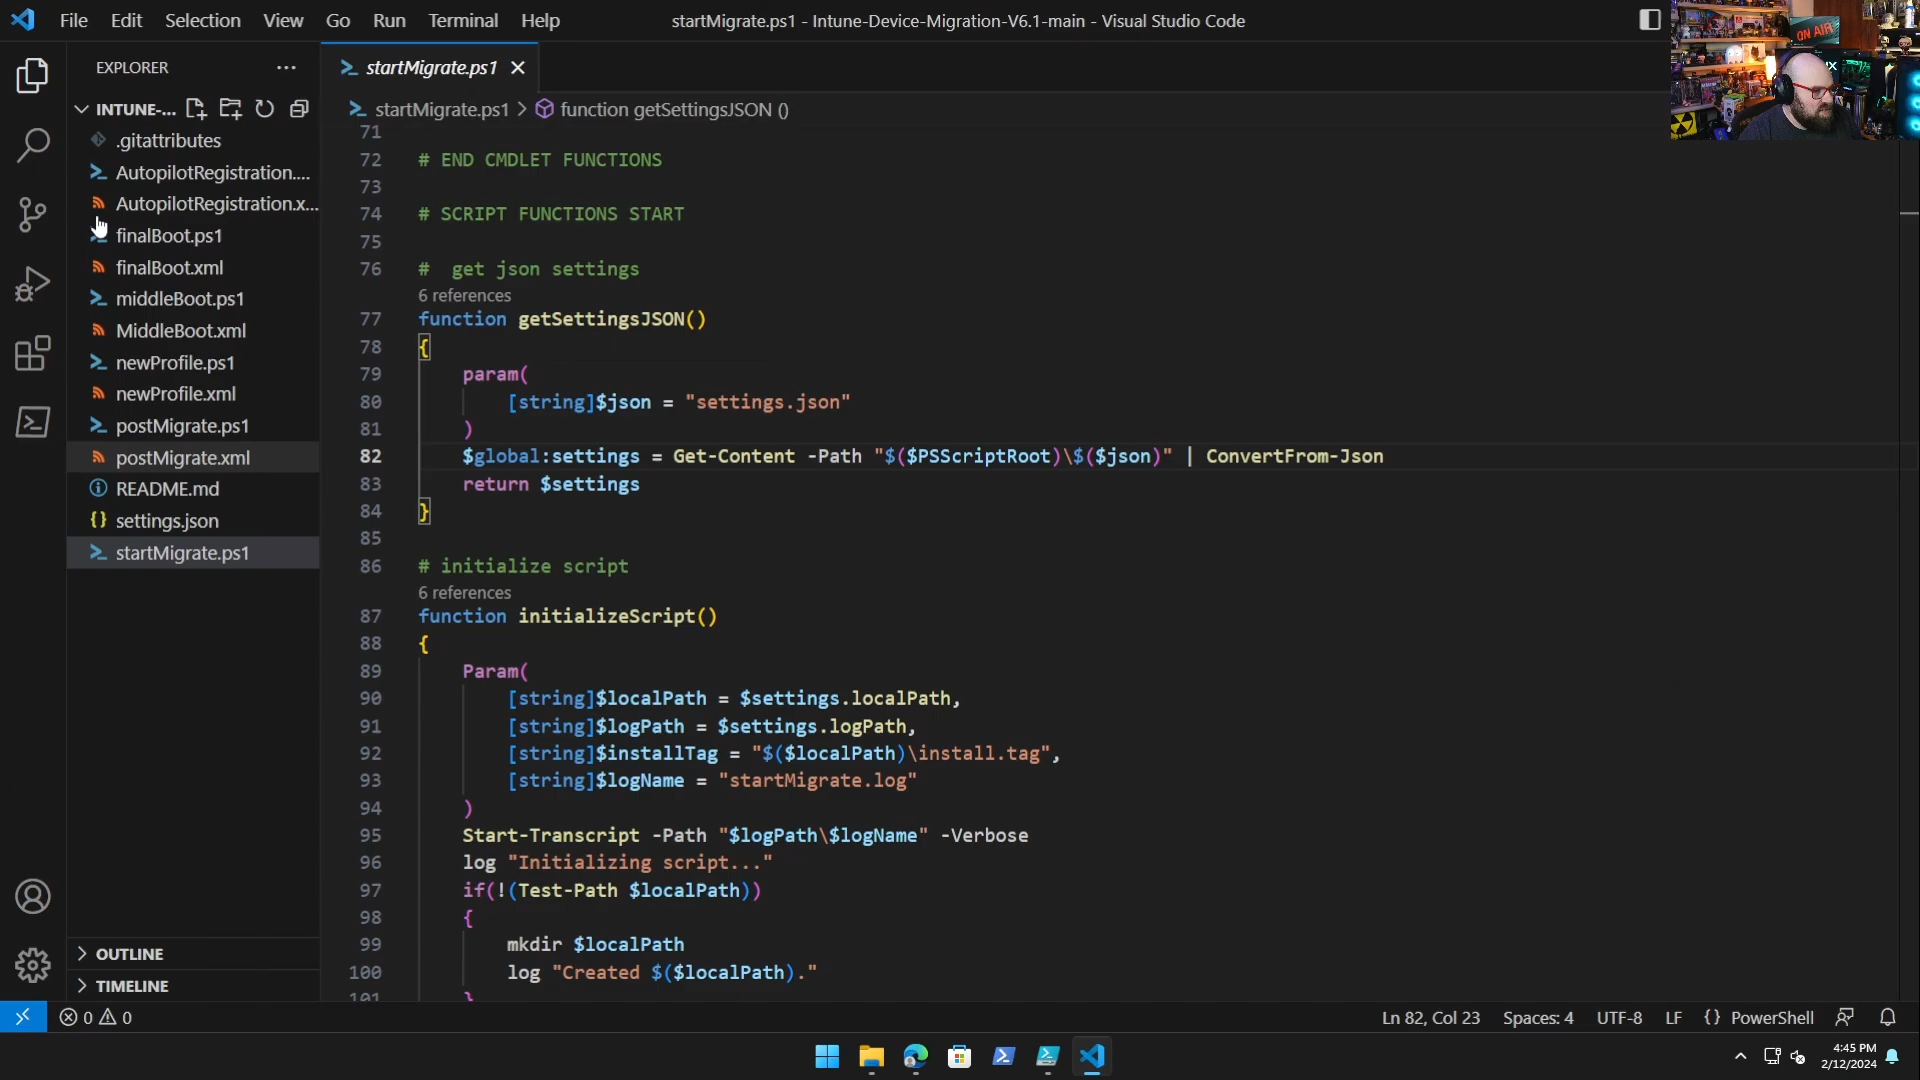 File Edit Selection View Go Run Terminal Help
startMigrate.ps1 - Intune-Device-Migration-V6.1-main - Visual Studio Code
ON AIR
EXPLORER
INTUNE-...
.gitattributes
AutopilotRegistration....
AutopilotRegistration.x...
finalBoot.ps1
finalBoot.xml
middleBoot.ps1
MiddleBoot.xml
newProfile.ps1
newProfile.xml
postMigrate.ps1
postMigrate.xml
README.md
settings.json
startMigrate.ps1
OUTLINE
TIMELINE
startMigrate.ps1
startMigrate.ps1 > function getSettingsJSON ()
71
72 # END CMDLET FUNCTIONS
73
74 # SCRIPT FUNCTIONS START
75
76 #  get json settings
6 references
77 function getSettingsJSON()
78 {
79 param(
80 [string]$json = "settings.json"
81 )
82 $global:settings = Get-Content -Path "$($PSScriptRoot)\$($json)" | ConvertFrom-Json
83 return $settings
84 }
85
86 # initialize script
6 references
87 function initializeScript()
88 {
89 Param(
90 [string]$localPath = $settings.localPath,
91 [string]$logPath = $settings.logPath,
92 [string]$installTag = "$($localPath)\install.tag",
93 [string]$logName = "startMigrate.log"
94 )
95 Start-Transcript -Path "$logPath\$logName" -Verbose
96 log "Initializing script..."
97 if(!(Test-Path $localPath))
98 {
99 mkdir $localPath
100 log "Created $($localPath)."
101 }
0 0
Ln 82, Col 23 Spaces: 4 UTF-8 LF {} PowerShell
4:45 PM
2/12/2024